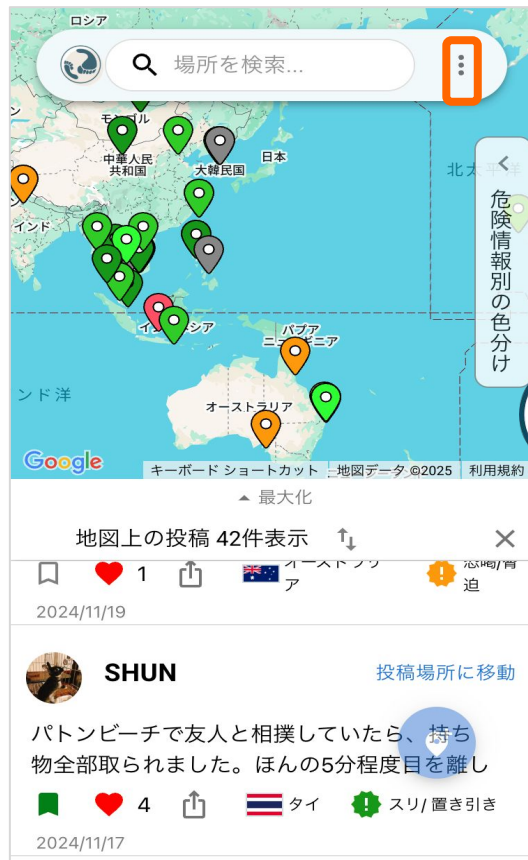 ロシア
場所を検索...
モンゴル
中華人民
共和国
大韓民国
日本
北太平洋
インド
危険情報別の色分け
パプア
ニューギニア
インドネシア
ンド洋
オーストラリア
Google
キーボード ショートカット
地図データ ©2025
利用規約
最大化
地図上の投稿 42件表示
1
オーストラリ
ア
恐喝/脅
迫
2024/11/19
SHUN
投稿場所に移動
パトンビーチで友人と相撲していたら、持ち
物全部取られました。ほんの5分程度目を離し
4
タイ
スリ/ 置き引き
2024/11/17